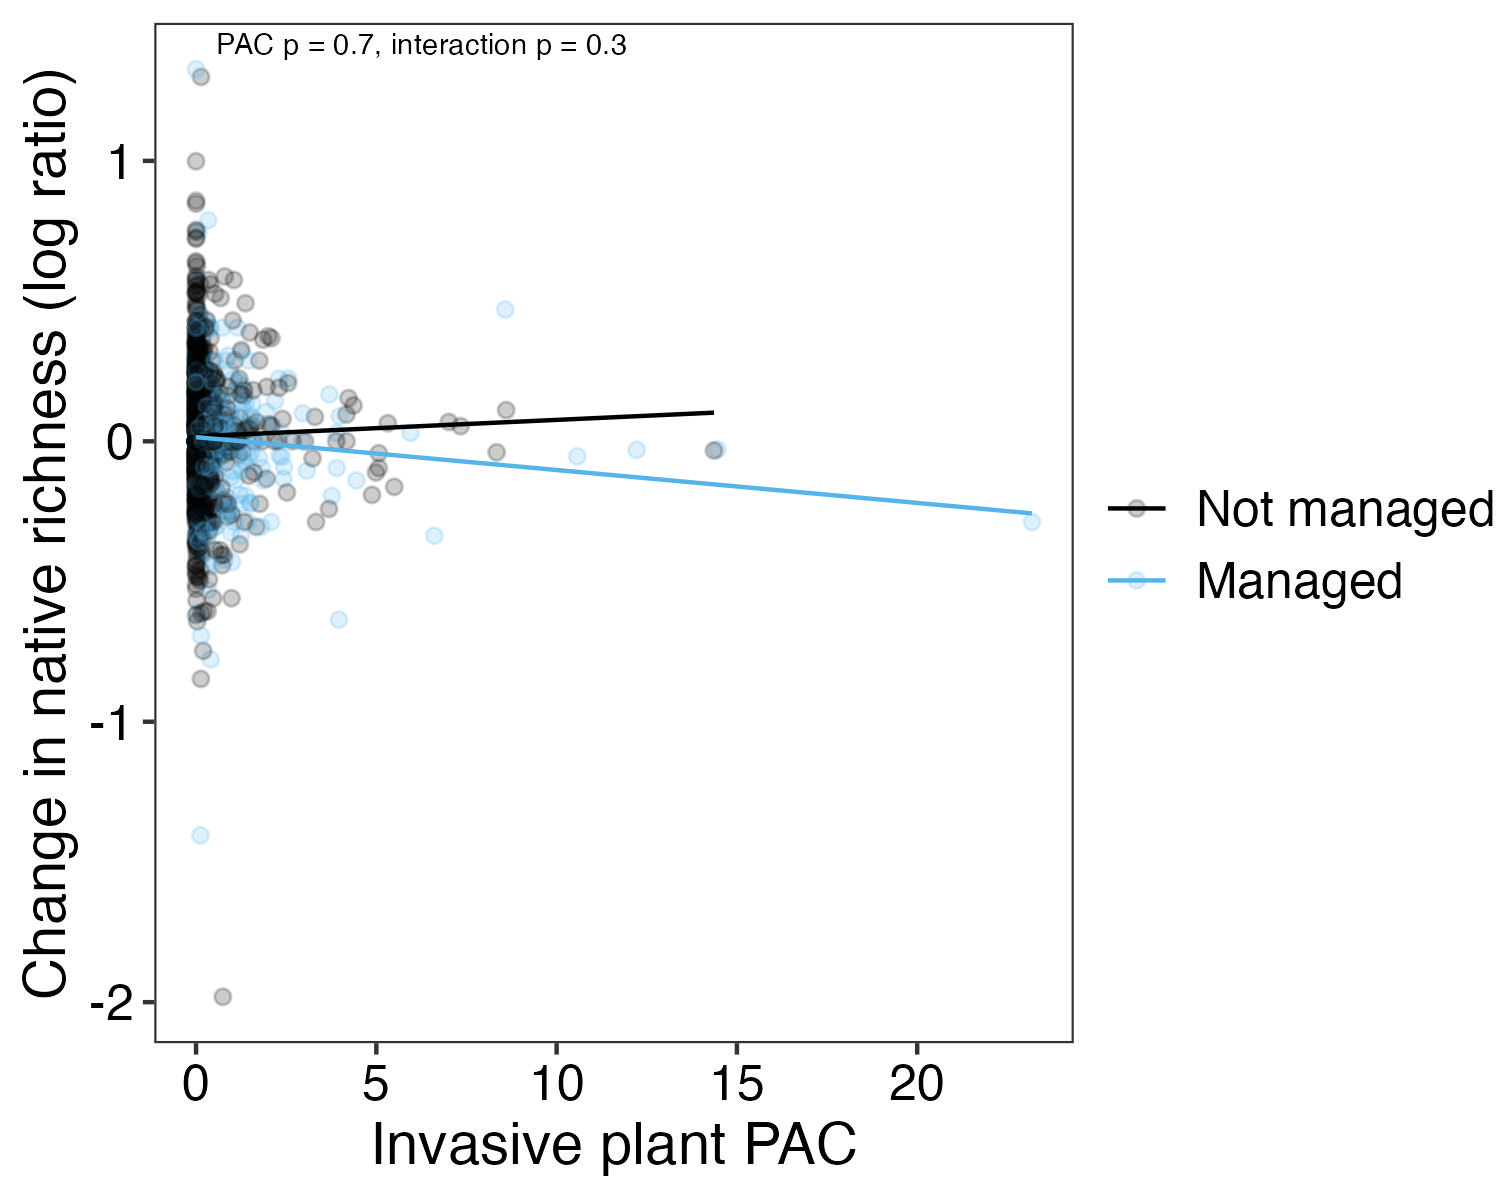 PAC p = 0.7, interaction p = 0.3
Change in native richness (log ratio)
1
0
-1
-2
0 5 10 15 20
Invasive plant PAC
Not managed
Managed